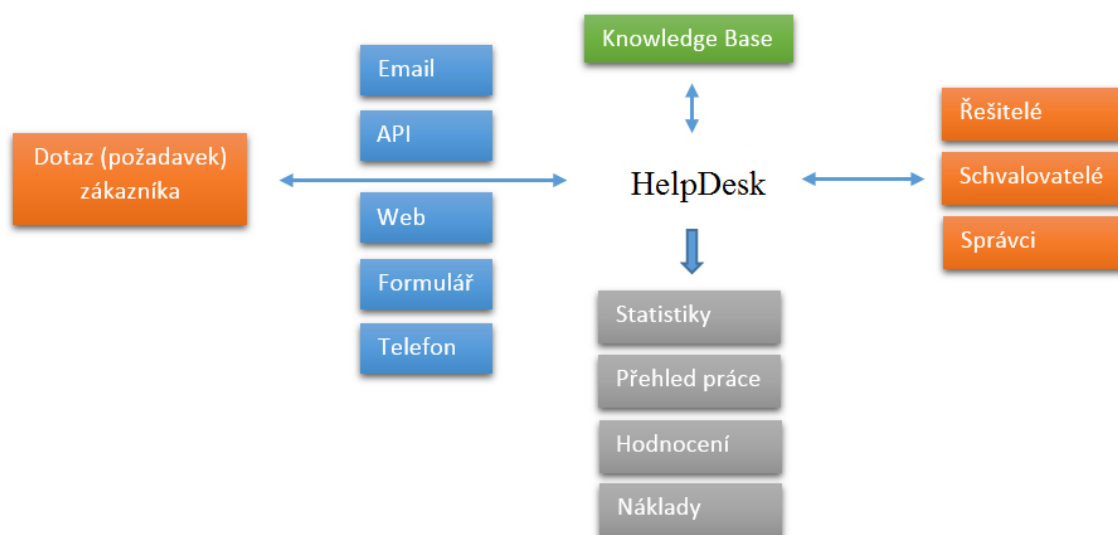 Knowledge Base
Email
API
Dotaz (požadavek)
zákazníka
Web
Formulář
Telefon
HelpDesk
Řešitelé
Schvalovatelé
Správci
Statistiky
Přehled práce
Hodnocení
Náklady